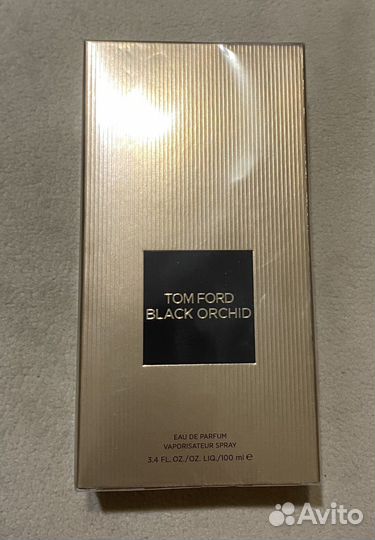 TOM FORD
BLACK ORCHID
EAU DE PARFUM
VAPORISATEUR SPRAY
3.4 FL. OZ./OZ. LIQ./100 ml ℮
Avito